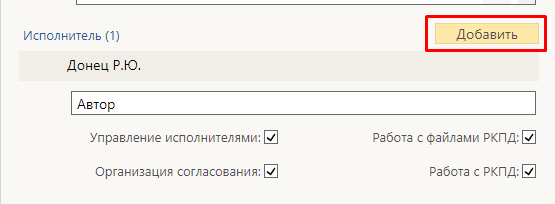 Исполнитель (1) Добавить
Донец Р.Ю.
Автор
Управление исполнителями: Работа с файлами РКПД:
Организация согласования: Работа с РКПД: